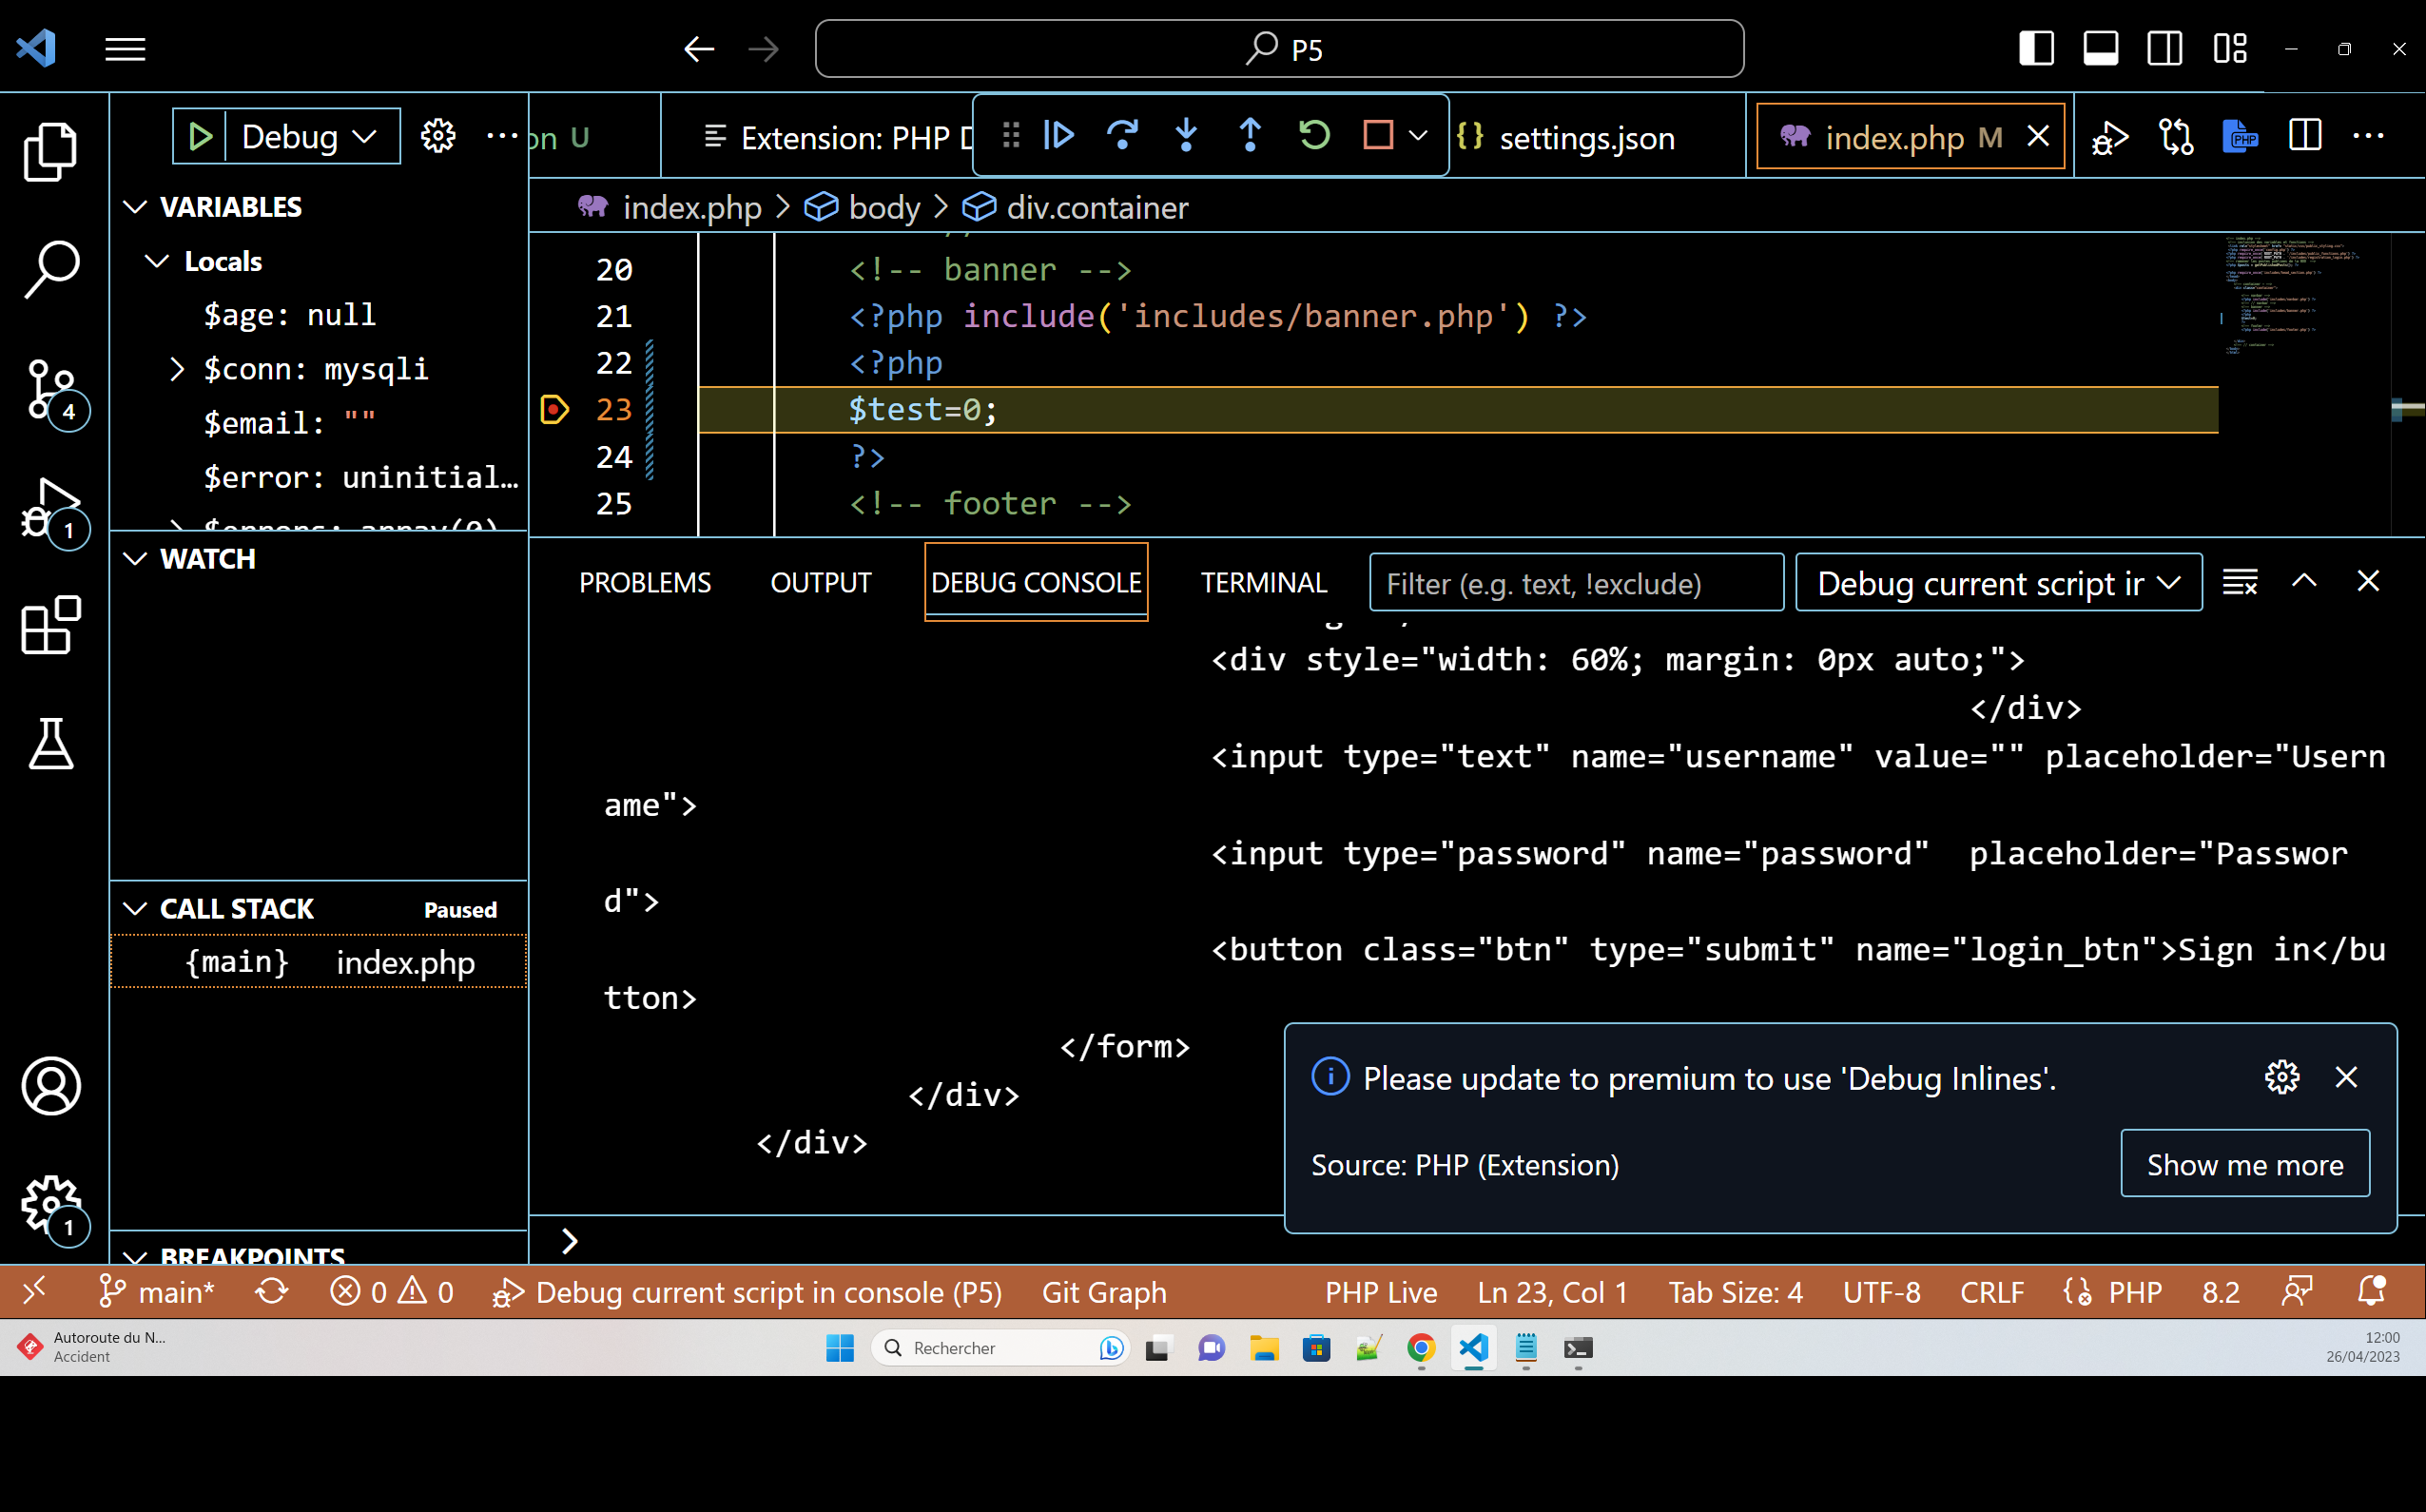 P5
Debug
on U
Extension: PHP D
settings.json
index.php M
VARIABLES
Locals
$age: null
$conn: mysqli
$email: ""
$error: uninitial...
$errors: array(0)
WATCH
CALL STACK Paused
{main} index.php
BREAKPOINTS
index.php > body > div.container
20 <!-- banner -->
21 <?php include('includes/banner.php') ?>
22 <?php
23 $test=0;
24 ?>
25 <!-- footer -->
PROBLEMS OUTPUT DEBUG CONSOLE TERMINAL Filter (e.g. text, !exclude) Debug current script ir
<div style="width: 60%; margin: 0px auto;">
</div>
<input type="text" name="username" value="" placeholder="Usern
ame">
<input type="password" name="password"  placeholder="Passwor
d">
<button class="btn" type="submit" name="login_btn">Sign in</bu
tton>
</form>
</div>
</div>
Please update to premium to use 'Debug Inlines'.
Source: PHP (Extension)
Show me more
4
1
1
main* 0 0 Debug current script in console (P5) Git Graph PHP Live Ln 23, Col 1 Tab Size: 4 UTF-8 CRLF PHP 8.2
Autoroute du N...
Accident
Rechercher
12:00
26/04/2023